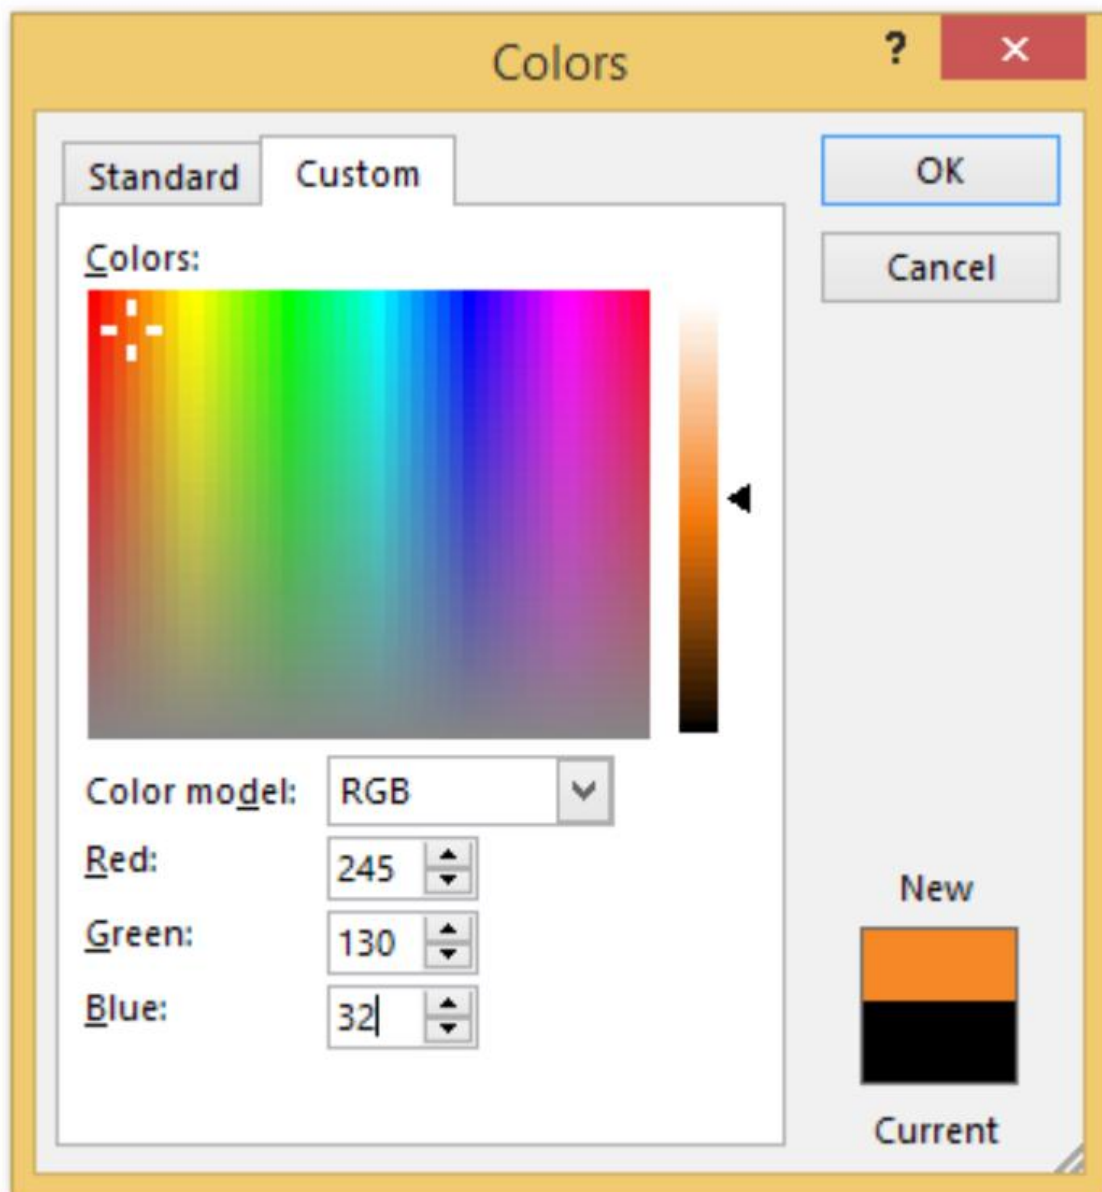 Colors
?
Standard
Custom
OK
Cancel
Colors:
Color model:
RGB
Red:
245
Green:
130
Blue:
32
New
Current